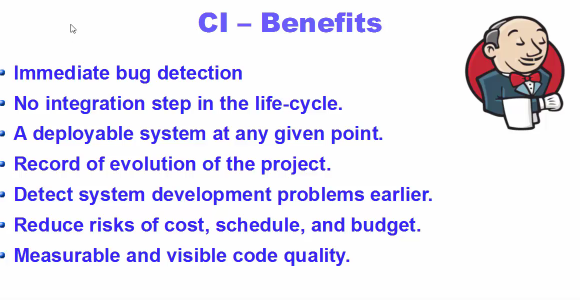 CI – Benefits
Immediate bug detection
No integration step in the life-cycle.
A deployable system at any given point.
Record of evolution of the project.
Detect system development problems earlier.
Reduce risks of cost, schedule, and budget.
Measurable and visible code quality.